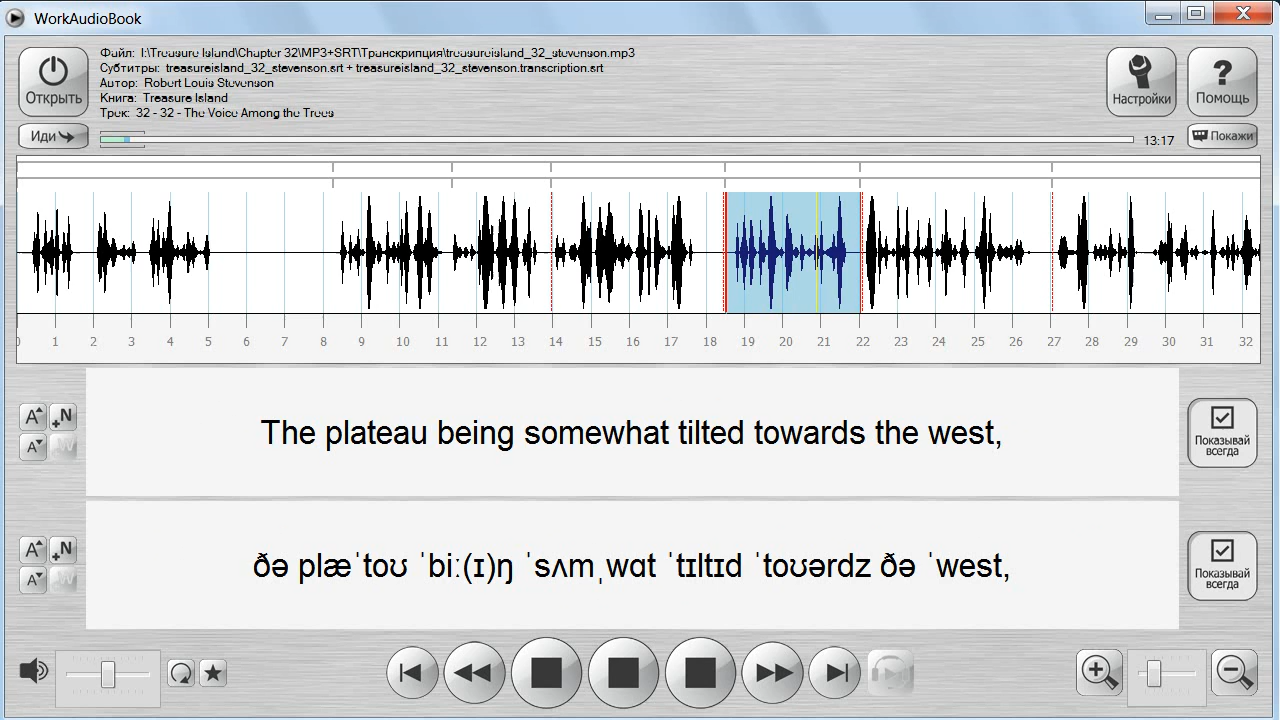 WorkAudioBook
Файл: I:\Treasure Island\Chapter 32\MP3+SRT\Транскрипция\treasureisland_32_stevenson.mp3
Субтитры: treasureisland_32_stevenson.srt + treasureisland_32_stevenson.transcription.srt
Автор: Robert Louis Stevenson
Книга: Treasure Island
Трек: 32 - 32 - The Voice Among the Trees
Открыть
Настройки
Помощь
Иди
13:17
Покажи
0 1 2 3 4 5 6 7 8 9 10 11 12 13 14 15 16 17 18 19 20 21 22 23 24 25 26 27 28 29 30 31 32
A N
A W
The plateau being somewhat tilted towards the west,
Показывай
всегда
A N
A W
ðə plæˈtoʊ ˈbiː(ɪ)ŋ ˈsʌmˌwɑt ˈtɪltɪd ˈtoʊərdz ðə ˈwest,
Показывай
всегда